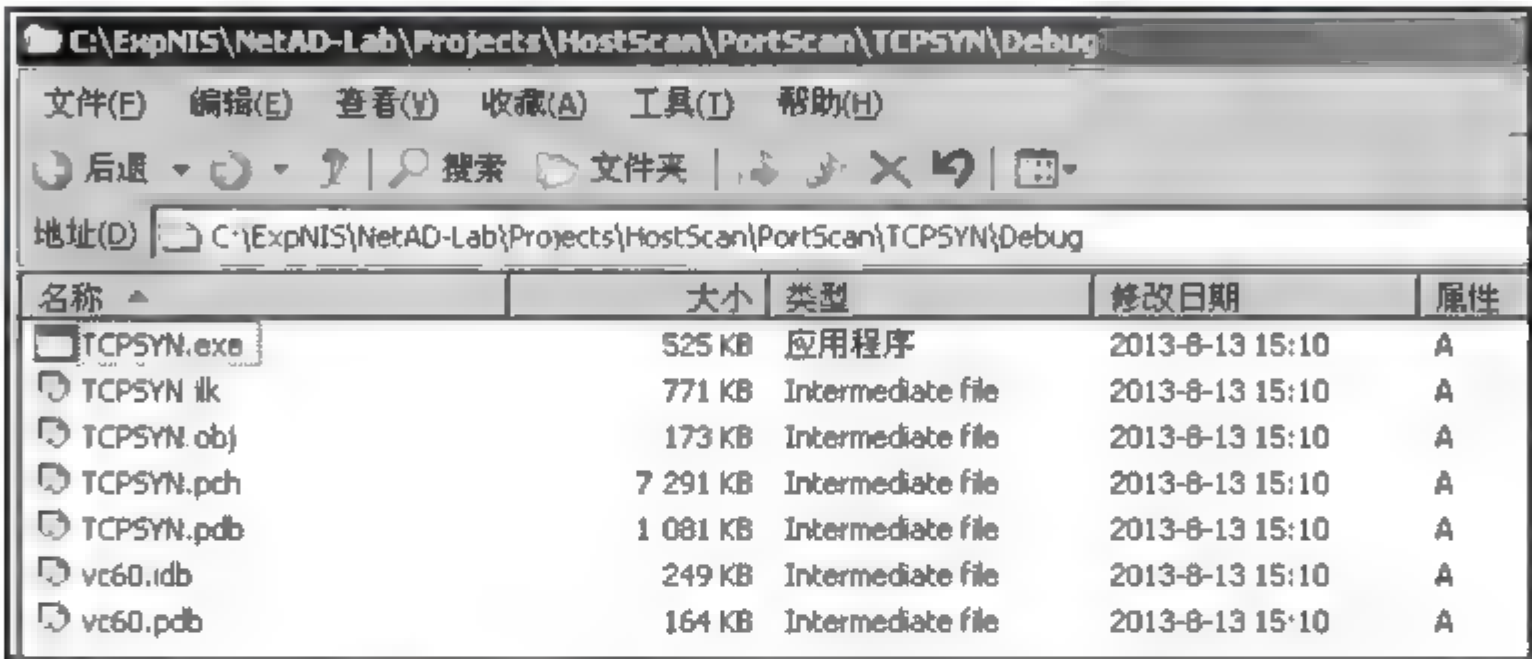 C:\ExpNIS\NetAD-Lab\Projects\HostScan\PortScan\TCPSYN\Debug
文件(F) 编辑(E) 查看(V) 收藏(A) 工具(T) 帮助(H)
后退 搜索 文件夹
地址(D) C:\ExpNIS\NetAD-Lab\Projects\HostScan\PortScan\TCPSYN\Debug
名称 大小 类型 修改日期 属性
TCPSYN.exe 525 KB 应用程序 2013-8-13 15:10 A
TCPSYN.ilk 771 KB Intermediate file 2013-8-13 15:10 A
TCPSYN.obj 173 KB Intermediate file 2013-8-13 15:10 A
TCPSYN.pch 7 291 KB Intermediate file 2013-8-13 15:10 A
TCPSYN.pdb 1 081 KB Intermediate file 2013-8-13 15:10 A
vc60.idb 249 KB Intermediate file 2013-8-13 15:10 A
vc60.pdb 164 KB Intermediate file 2013-8-13 15:10 A